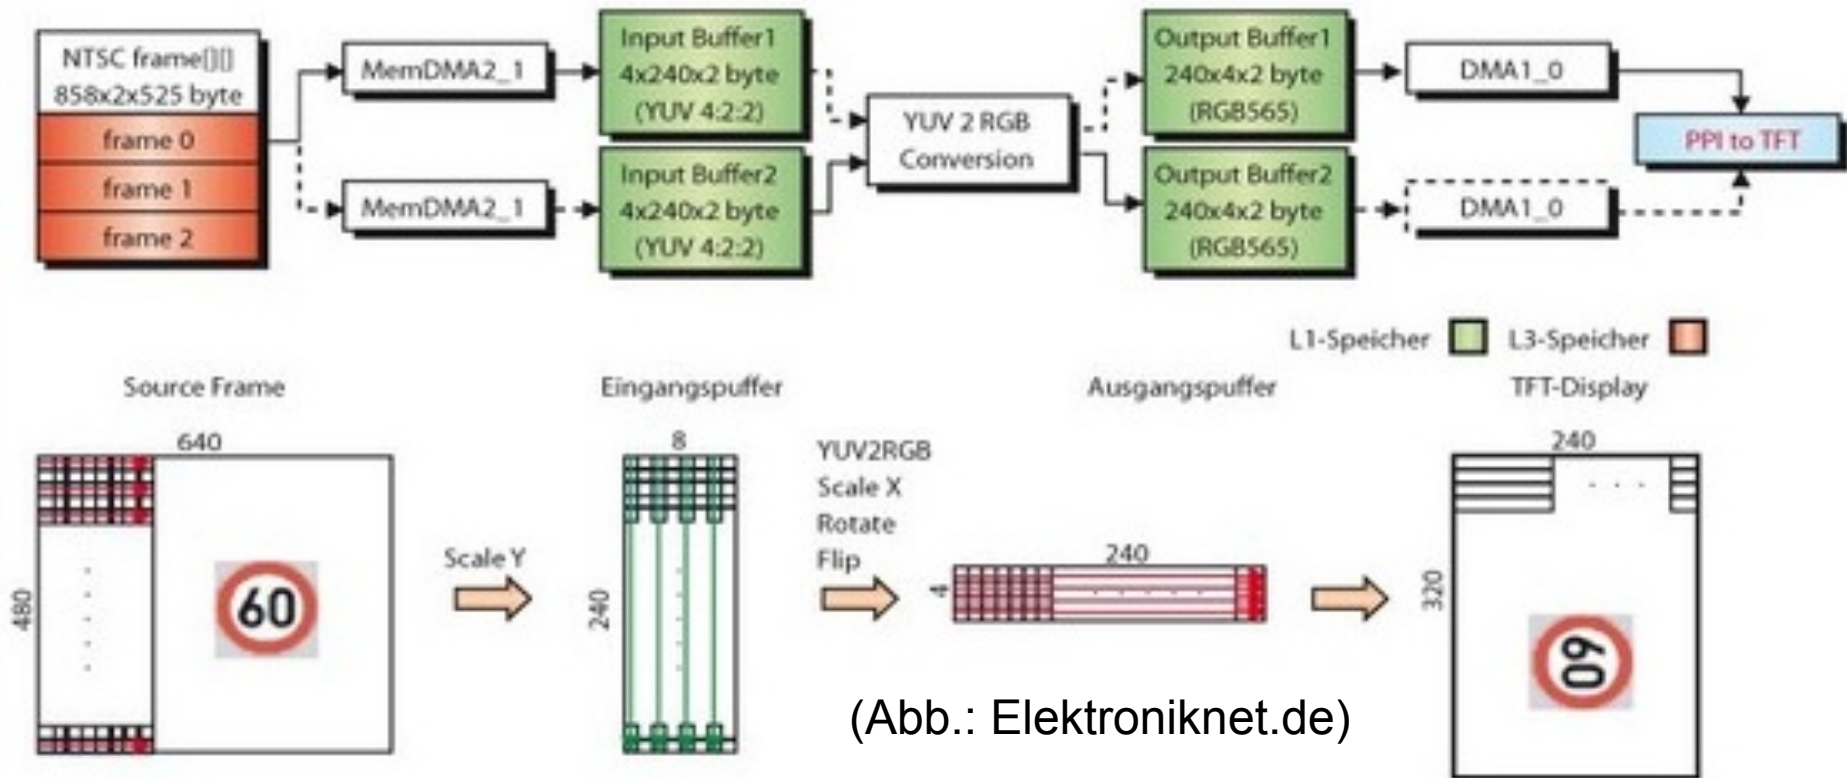 NTSC frame[][]
858x2x525 byte
frame 0
frame 1
frame 2
MemDMA2_1
MemDMA2_1
Input Buffer1
4x240x2 byte
(YUV 4:2:2)
Input Buffer2
4x240x2 byte
(YUV 4:2:2)
YUV 2 RGB
Conversion
Output Buffer1
240x4x2 byte
(RGB565)
Output Buffer2
240x4x2 byte
(RGB565)
DMA1_0
DMA1_0
PPI to TFT
L1-Speicher
L3-Speicher
Source Frame
640
480
60
Scale Y
Eingangspuffer
8
240
YUV2RGB
Scale X
Rotate
Flip
Ausgangspuffer
240
4
TFT-Display
240
320
60
(Abb.: Elektroniknet.de)